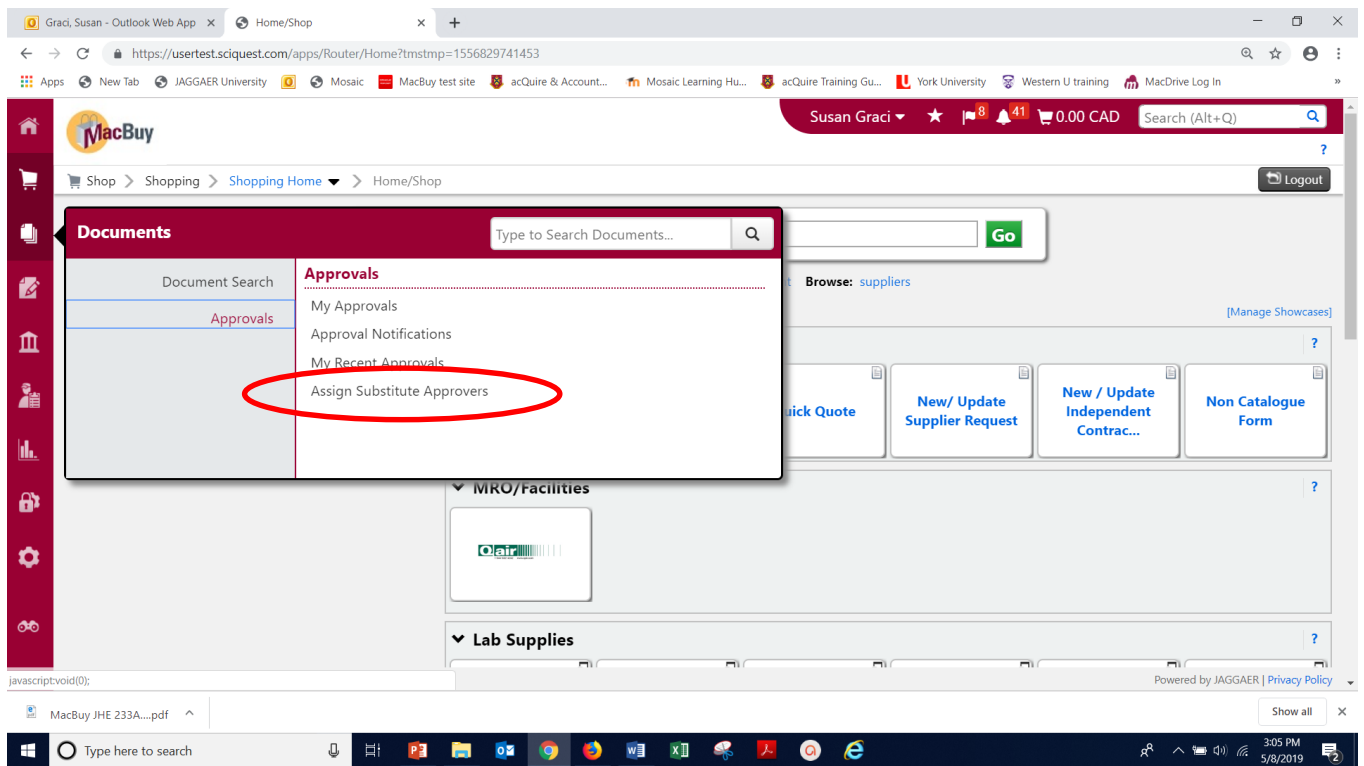 Graci, Susan - Outlook Web App
Home/Shop
https://usertest.sciquest.com/apps/Router/Home?tmstmp=1556829741453
Apps New Tab JAGGAER University Mosaic MacBuy test site acQuire & Account... Mosaic Learning Hu... acQuire Training Gu... York University Western U training MacDrive Log In »
MacBuy
Susan Graci 8 41 0.00 CAD Search (Alt+Q)
?
Shop > Shopping > Shopping Home > Home/Shop
Logout
Documents
Type to Search Documents...
Go
Document Search
Approvals
Approvals
My Approvals
Approval Notifications
My Recent Approvals
Assign Substitute Approvers
Browse: suppliers
[Manage Showcases]
?
uick Quote
New/ Update
Supplier Request
New / Update
Independent
Contrac...
Non Catalogue
Form
MRO/Facilities
?
Qair
Lab Supplies
?
javascript:void(0);
Powered by JAGGAER | Privacy Policy
MacBuy JHE 233A....pdf
Show all
Type here to search
3:05 PM
5/8/2019
2